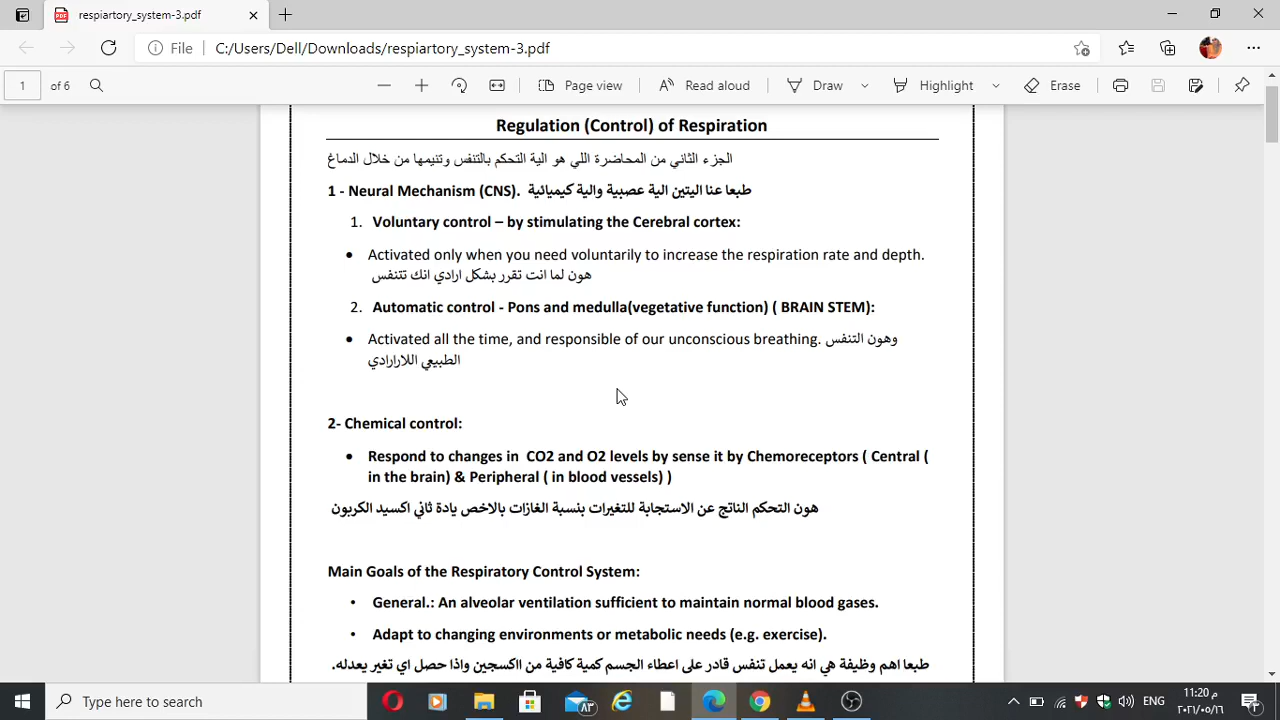 respiartory_system-3.pdf
File
C:/Users/Dell/Downloads/respiartory_system-3.pdf
1 of 6
Page view
Read aloud
Draw
Highlight
Erase
Regulation (Control) of Respiration
الجزء الثاني من المحاضرة اللي هو الية التحكم بالتنفس وتنيمها من خلال الدماغ
1 - Neural Mechanism (CNS). طبعا عنا اليتين الية عصبية والية كيميائية
1. Voluntary control – by stimulating the Cerebral cortex:
• Activated only when you need voluntarily to increase the respiration rate and depth.
هون لما انت تقرر بشكل ارادي انك تتنفس
2. Automatic control - Pons and medulla(vegetative function) ( BRAIN STEM):
• Activated all the time, and responsible of our unconscious breathing. وهون التنفس
الطبيعي اللارارادي
2- Chemical control:
• Respond to changes in CO2 and O2 levels by sense it by Chemoreceptors ( Central (
in the brain) & Peripheral ( in blood vessels) )
هون التحكم الناتج عن الاستجابة للتغيرات بنسبة الغازات بالاخص يادة ثاني اكسيد الكربون
Main Goals of the Respiratory Control System:
• General.: An alveolar ventilation sufficient to maintain normal blood gases.
• Adapt to changing environments or metabolic needs (e.g. exercise).
طبعا اهم وظيفة هي انه يعمل تنفس قادر على اعطاء الجسم كمية كافية من ااكسجين واذا حصل اي تغير يعدله.
Type here to search
٨٣
ENG
م 11:20
٢٠٢١/٠٥/١٦